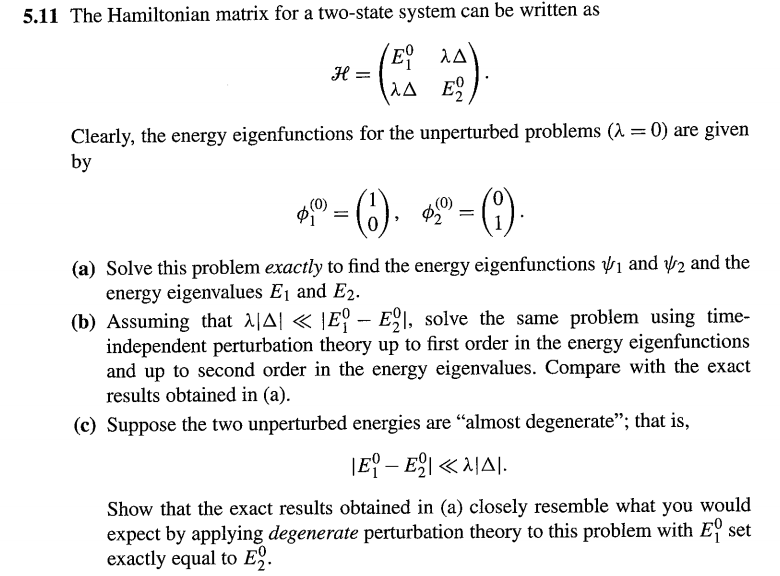 5.11 The Hamiltonian matrix for a two-state system can be written as
ℋ = ( E₁⁰ λΔ
λΔ E₂⁰ ) .
Clearly, the energy eigenfunctions for the unperturbed problems (λ = 0) are given
by
ϕ₁⁽⁰⁾ = ( 1
0 ) , ϕ₂⁽⁰⁾ = ( 0
1 ) .
(a) Solve this problem exactly to find the energy eigenfunctions ψ₁ and ψ₂ and the
energy eigenvalues E₁ and E₂.
(b) Assuming that λ|Δ| ≪ |E₁⁰ − E₂⁰|, solve the same problem using time-
independent perturbation theory up to first order in the energy eigenfunctions
and up to second order in the energy eigenvalues. Compare with the exact
results obtained in (a).
(c) Suppose the two unperturbed energies are “almost degenerate”; that is,
|E₁⁰ − E₂⁰| ≪ λ|Δ|.
Show that the exact results obtained in (a) closely resemble what you would
expect by applying degenerate perturbation theory to this problem with E₁⁰ set
exactly equal to E₂⁰.